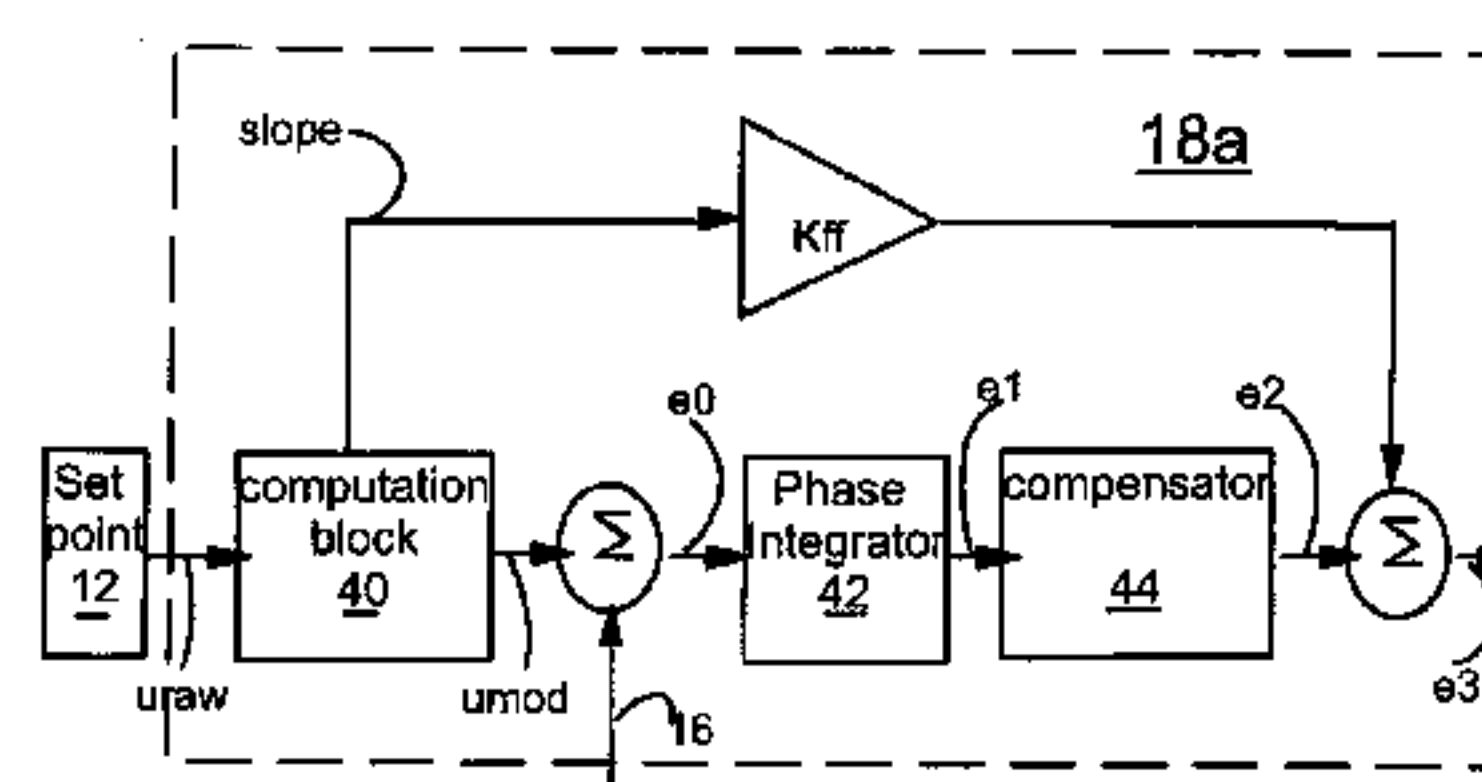 slope
18a
Kff
e0
e1
e2
Set
point
12
computation
block
40
Σ
Phase
Integrator
42
compensator
44
Σ
uraw
umod
16
e3